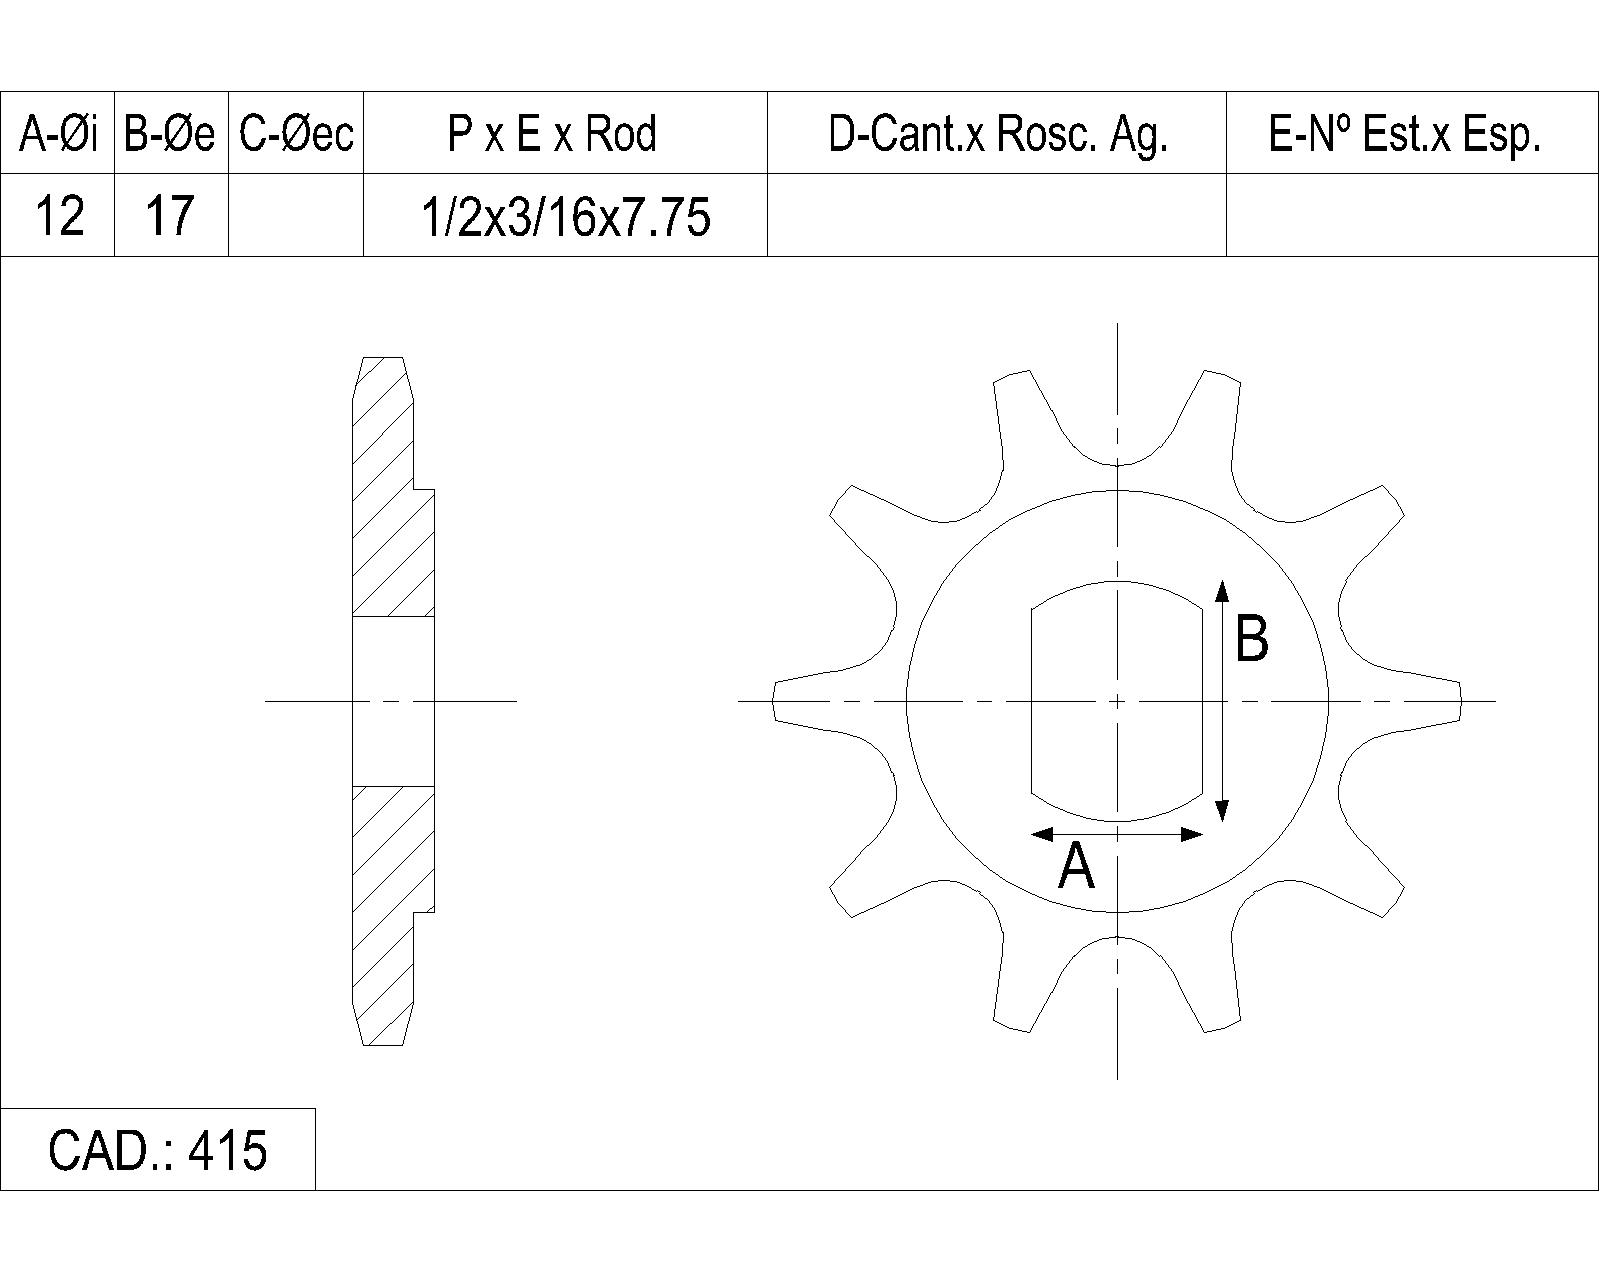 A-Øi B-Øe C-Øec P x E x Rod D-Cant.x Rosc. Ag. E-Nº Est.x Esp.
12 17 1/2x3/16x7.75
B
A
CAD.: 415